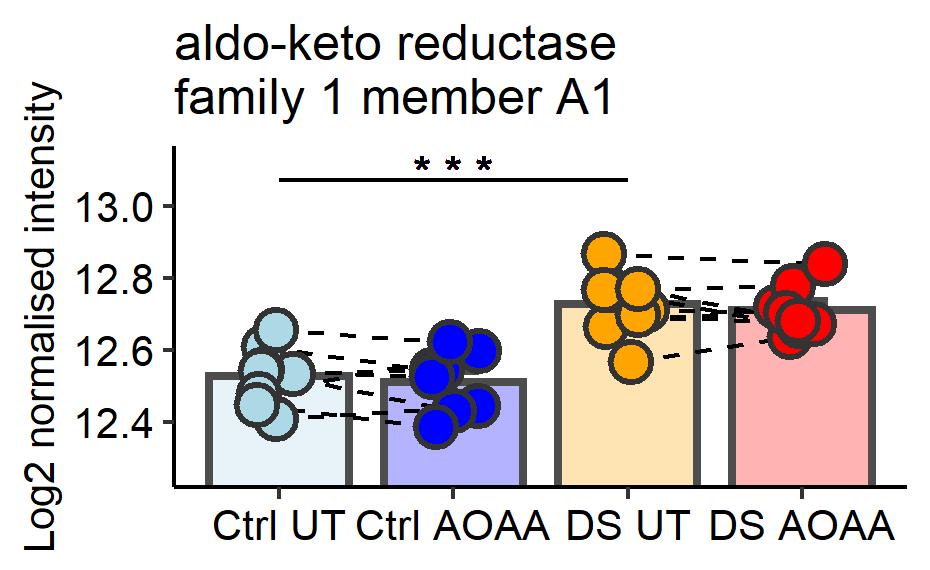 aldo-keto reductase
family 1 member A1
***
Log2 normalised intensity
13.0
12.8
12.6
12.4
Ctrl UT Ctrl AOAA DS UT DS AOAA